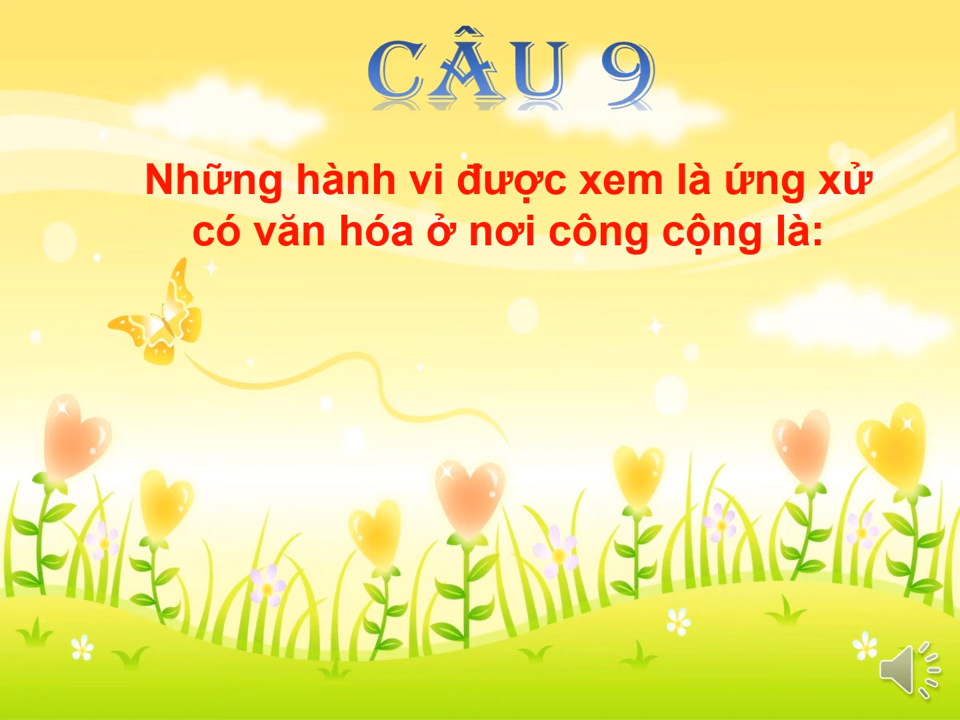 CÂU 9
Những hành vi được xem là ứng xử
có văn hóa ở nơi công cộng là: